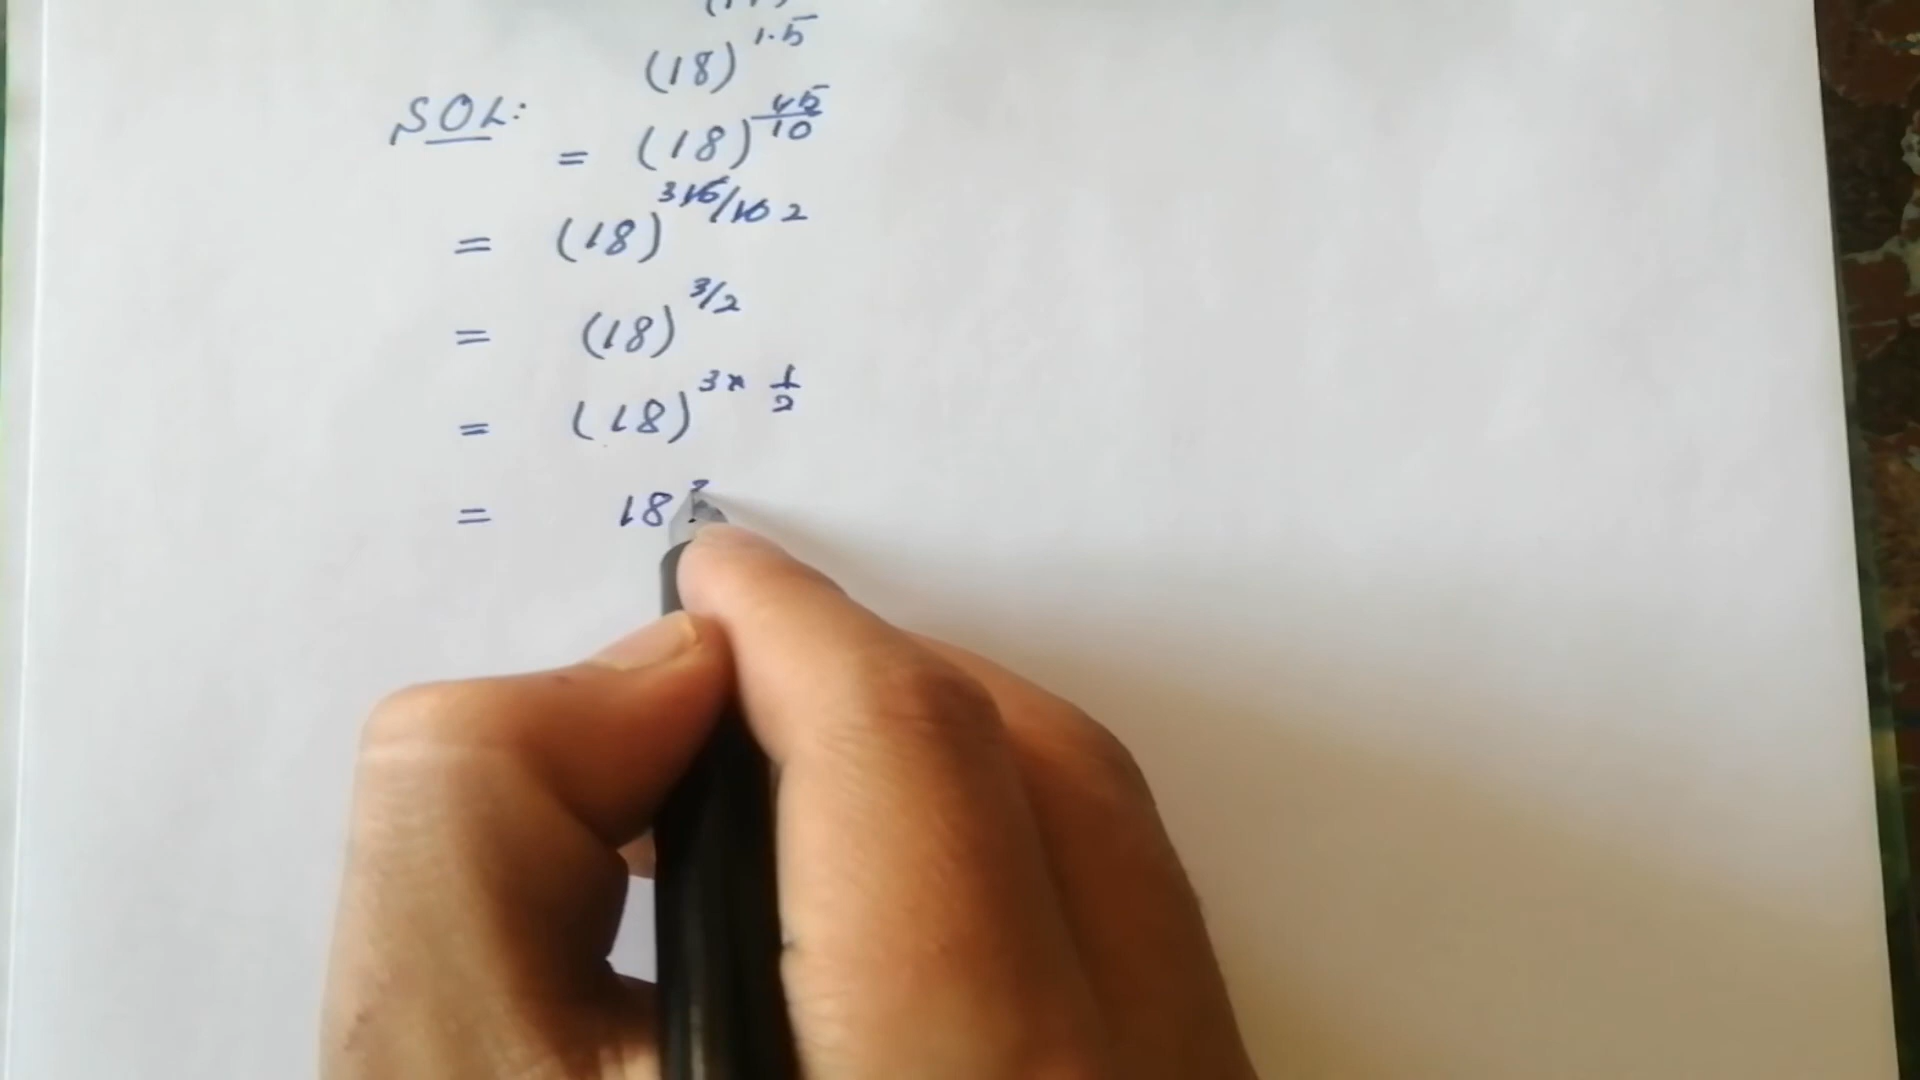 (18)^1.5
SOL:
= (18)^15/10
= (18)^3 15/10 2
= (18)^3/2
= (18)^3× 1/2
= 18